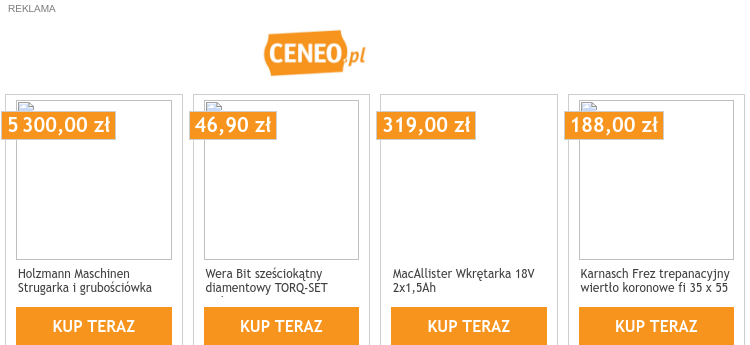 REKLAMA
CENEO.pl
5 300,00 zł
46,90 zł
319,00 zł
188,00 zł
Holzmann Maschinen
Strugarka i grubościówka
Wera Bit sześciokątny
diamentowy TORQ-SET
MacAllister Wkrętarka 18V
2x1,5Ah
Karnasch Frez trepanacyjny
wiertło koronowe fi 35 x 55
KUP TERAZ
KUP TERAZ
KUP TERAZ
KUP TERAZ